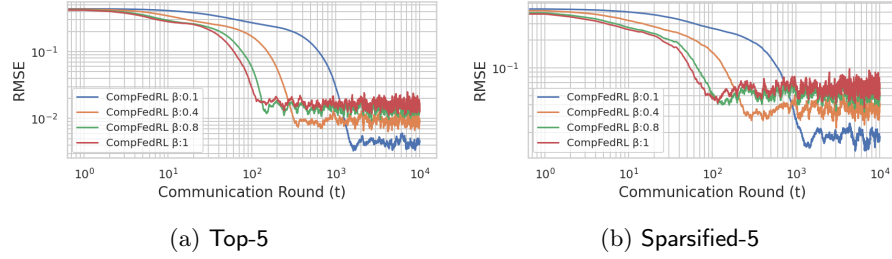 RMSE
10⁻¹
10⁻²
CompFedRL β:0.1
CompFedRL β:0.4
CompFedRL β:0.8
CompFedRL β:1
10⁰ 10¹ 10² 10³ 10⁴
Communication Round (t)
(a) Top-5
RMSE
10⁻¹
CompFedRL β:0.1
CompFedRL β:0.4
CompFedRL β:0.8
CompFedRL β:1
10⁰ 10¹ 10² 10³ 10⁴
Communication Round (t)
(b) Sparsified-5